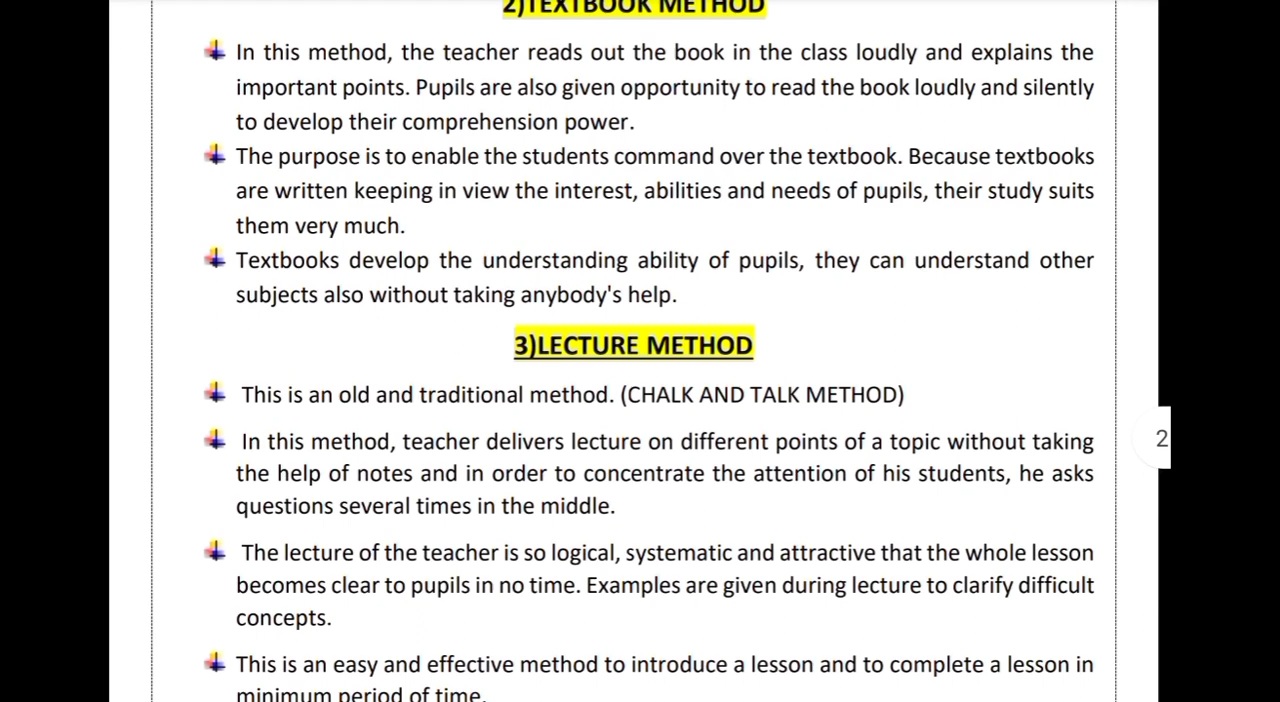 2)TEXTBOOK METHOD
In this method, the teacher reads out the book in the class loudly and explains the
important points. Pupils are also given opportunity to read the book loudly and silently
to develop their comprehension power.
The purpose is to enable the students command over the textbook. Because textbooks
are written keeping in view the interest, abilities and needs of pupils, their study suits
them very much.
Textbooks develop the understanding ability of pupils, they can understand other
subjects also without taking anybody's help.
3)LECTURE METHOD
This is an old and traditional method. (CHALK AND TALK METHOD)
In this method, teacher delivers lecture on different points of a topic without taking
the help of notes and in order to concentrate the attention of his students, he asks
questions several times in the middle.
2
The lecture of the teacher is so logical, systematic and attractive that the whole lesson
becomes clear to pupils in no time. Examples are given during lecture to clarify difficult
concepts.
This is an easy and effective method to introduce a lesson and to complete a lesson in
minimum period of time.